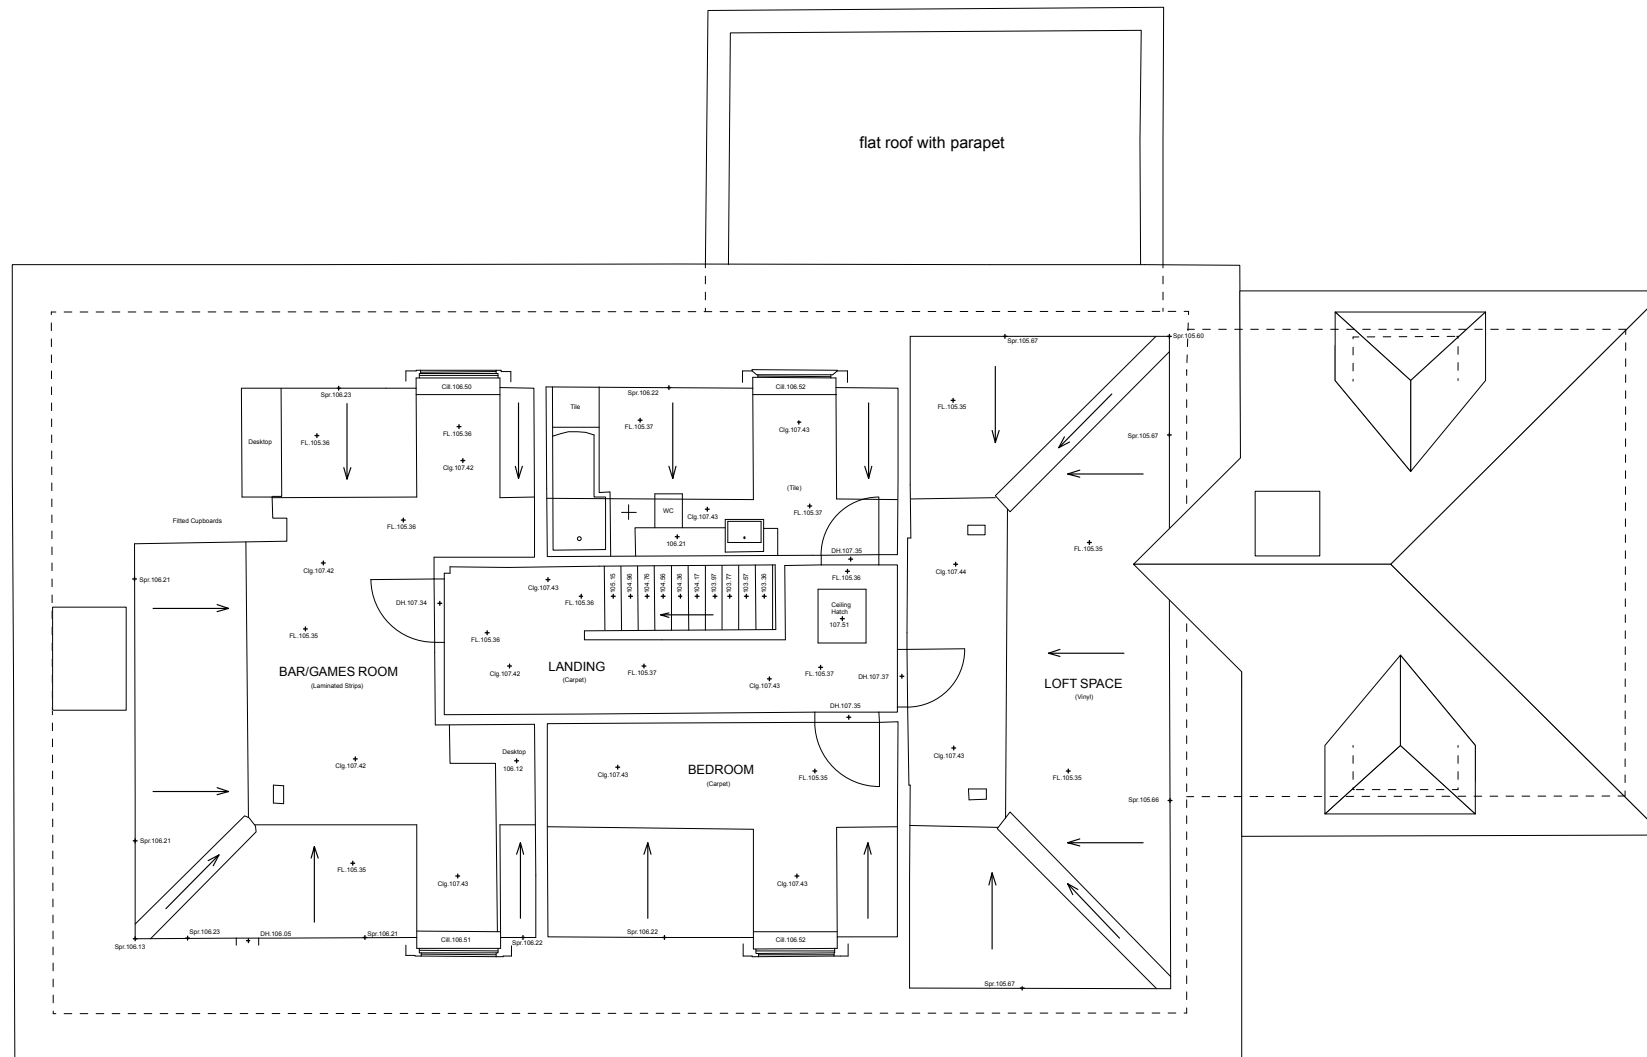 flat roof with parapet
Spr.105.67
Spr.105.60
Cill.106.50
Cill.106.52
Spr.106.23
Spr.106.22
Tile
FL.105.35
Desktop
FL.105.36
FL.105.36
FL.105.37
Clg.107.43
Spr.105.67
Clg.107.42
(Tile)
Fitted Cupboards
FL.105.36
WC
Clg.107.43
FL.105.37
106.21
FL.105.35
DH.107.35
Clg.107.42
Clg.107.44
Spr.106.21
Clg.107.43
FL.105.36
105.15
104.96
104.76
104.56
104.36
104.17
103.97
103.77
103.57
103.36
FL.105.36
DH.107.34
Ceiling
Hatch
107.51
FL.105.35
FL.105.36
BAR/GAMES ROOM
(Laminated Strips)
Clg.107.42
LANDING
(Carpet)
FL.105.37
Clg.107.43
FL.105.37
DH.107.37
LOFT SPACE
(Vinyl)
DH.107.35
Desktop
106.12
Clg.107.42
Clg.107.43
BEDROOM
(Carpet)
FL.105.35
Clg.107.43
FL.105.35
Spr.105.66
Spr.106.21
FL.105.35
Clg.107.43
Clg.107.43
Spr.106.13
Spr.106.23
DH.106.05
Spr.106.21
Cill.106.51
Spr.106.22
Spr.106.22
Cill.106.52
Spr.105.67